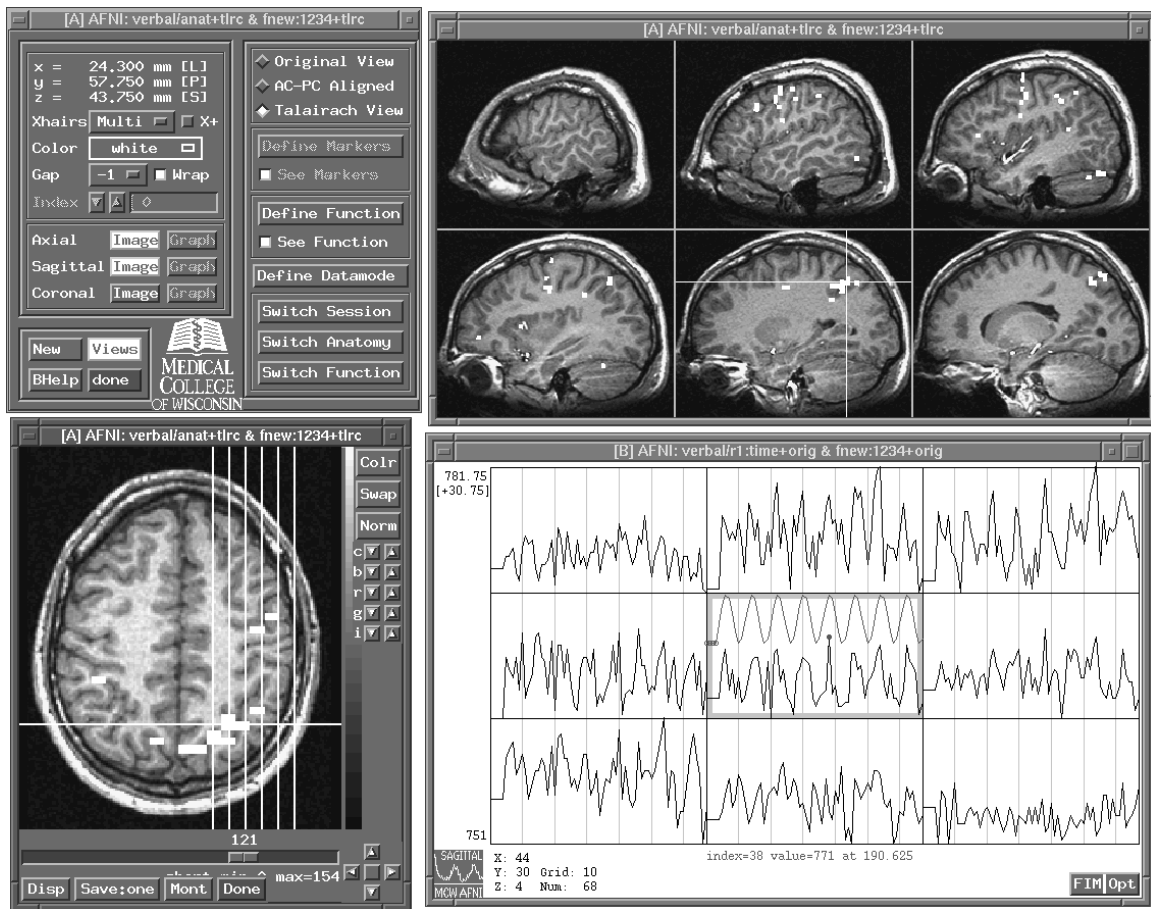 [A] AFNI: verbal/anat+tlrc & fnew:1234+tlrc
x = 24.300 mm [L]
y = 57.750 mm [P]
z = 43.750 mm [S]
Xhairs Multi X+
Color white
Gap -1 Wrap
Index 0
Axial Image Graph
Sagittal Image Graph
Coronal Image Graph
New Views
BHelp done
MEDICAL
COLLEGE
OF WISCONSIN
Original View
AC-PC Aligned
Talairach View
Define Markers
See Markers
Define Function
See Function
Define Datamode
Switch Session
Switch Anatomy
Switch Function
[A] AFNI: verbal/anat+tlrc & fnew:1234+tlrc
[A] AFNI: verbal/anat+tlrc & fnew:1234+tlrc
Colr
Swap
Norm
c
b
r
g
i
121
max=154
Disp Save:one Mont Done
[B] AFNI: verbal/r1:time+orig & fnew:1234+orig
781.75
[+30.75]
751
SAGITTAL
MCW AFNI
X: 44
Y: 30 Grid: 10
Z: 4 Num: 68
index=38 value=771 at 190.625
FIM Opt